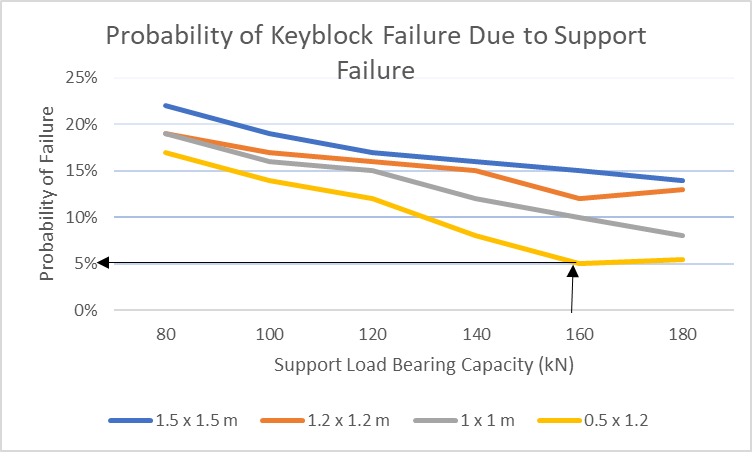 Probability of Keyblock Failure Due to Support
Failure
25%
20%
15%
10%
5%
0%
Probability of Failure
80 100 120 140 160 180
Support Load Bearing Capacity (kN)
1.5 x 1.5 m 1.2 x 1.2 m 1 x 1 m 0.5 x 1.2